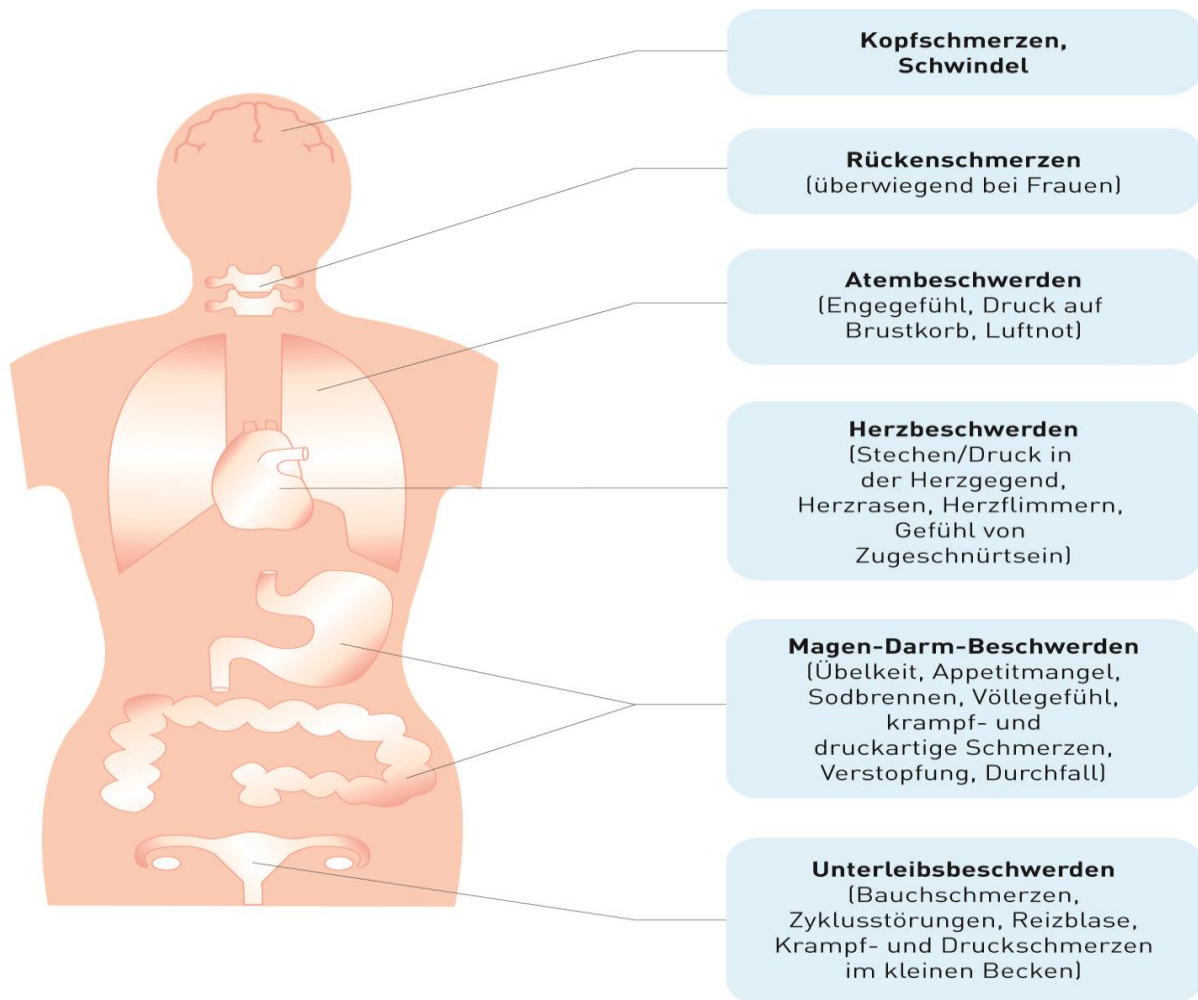 Kopfschmerzen,
Schwindel
Rückenschmerzen
(überwiegend bei Frauen)
Atembeschwerden
(Engegefühl, Druck auf
Brustkorb, Luftnot)
Herzbeschwerden
(Stechen/Druck in
der Herzgegend,
Herzrasen, Herzflimmern,
Gefühl von
Zugeschnürtsein)
Magen-Darm-Beschwerden
(Übelkeit, Appetitmangel,
Sodbrennen, Völlegefühl,
krampf- und
druckartige Schmerzen,
Verstopfung, Durchfall)
Unterleibsbeschwerden
(Bauchschmerzen,
Zyklusstörungen, Reizblase,
Krampf- und Druckschmerzen
im kleinen Becken)